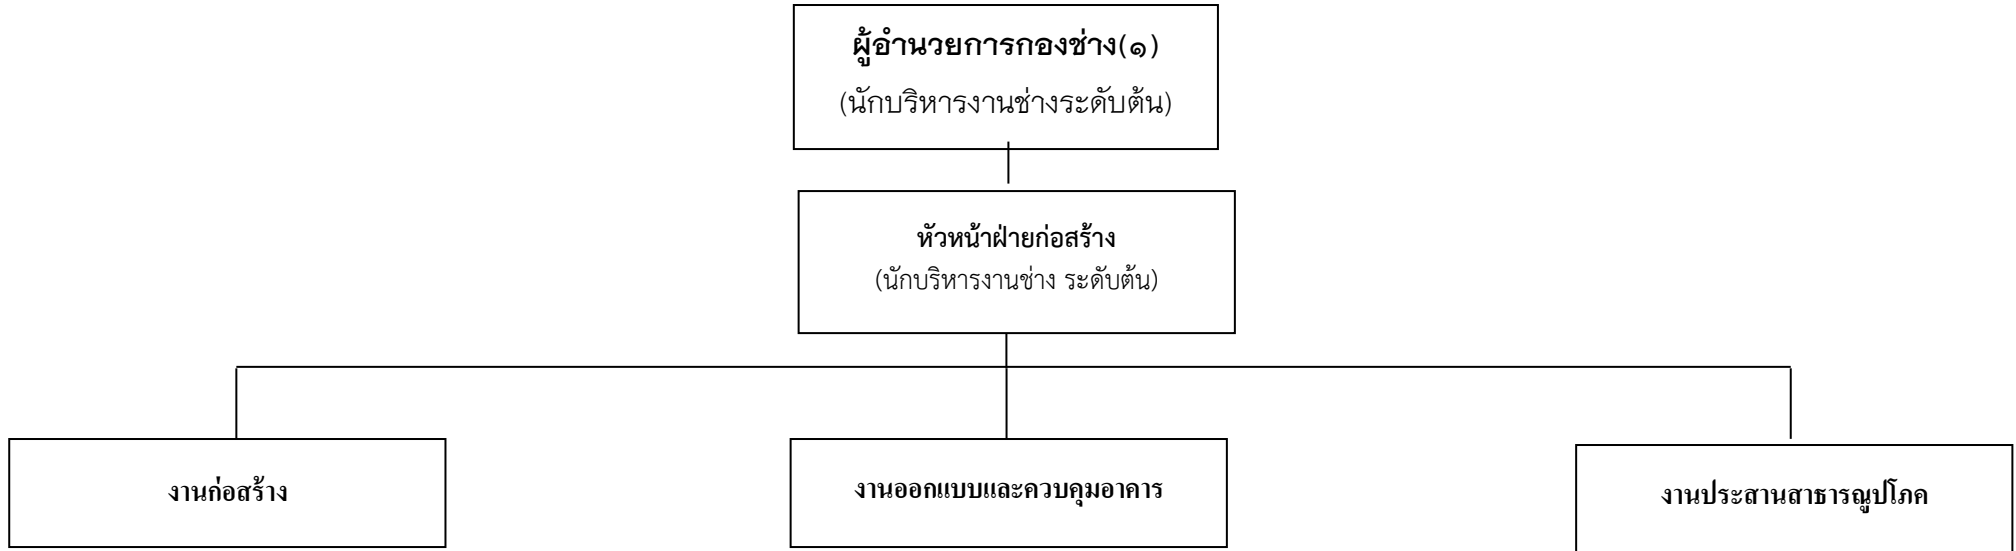 ผู้อำนวยการกองช่าง(๑)
(นักบริหารงานช่างระดับต้น)
หัวหน้าฝ่ายก่อสร้าง
(นักบริหารงานช่าง ระดับต้น)
งานก่อสร้าง
งานออกแบบและควบคุมอาคาร
งานประสานสาธารณูปโภค